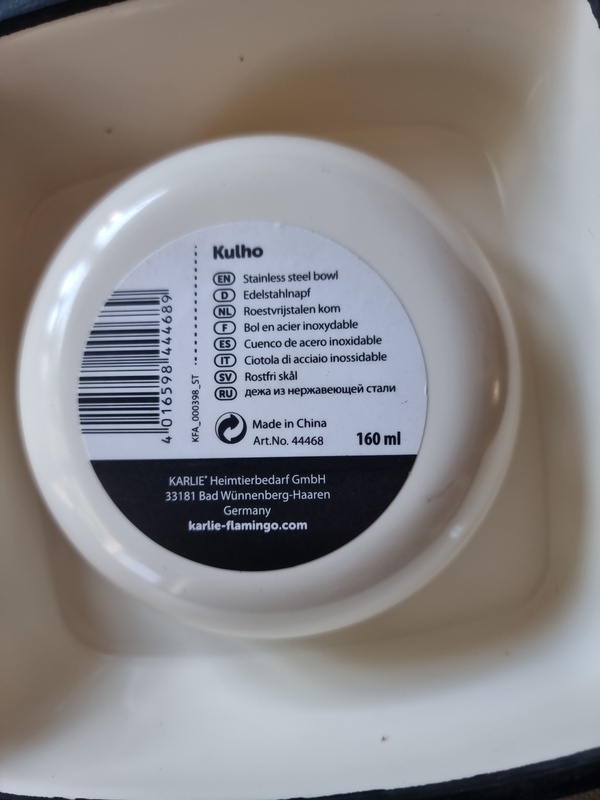 Kulho
EN Stainless steel bowl
D Edelstahlnapf
NL Roestvrijstalen kom
F Bol en acier inoxydable
ES Cuenco de acero inoxidable
IT Ciotola di acciaio inossidable
SV Rostfri skål
RU дежа из нержавеющей стали
Made in China
Art.No. 44468 160 ml
4 016598 444689
KFA_000398_ST
KARLIE® Heimtierbedarf GmbH
33181 Bad Wünnenberg-Haaren
Germany
karlie-flamingo.com